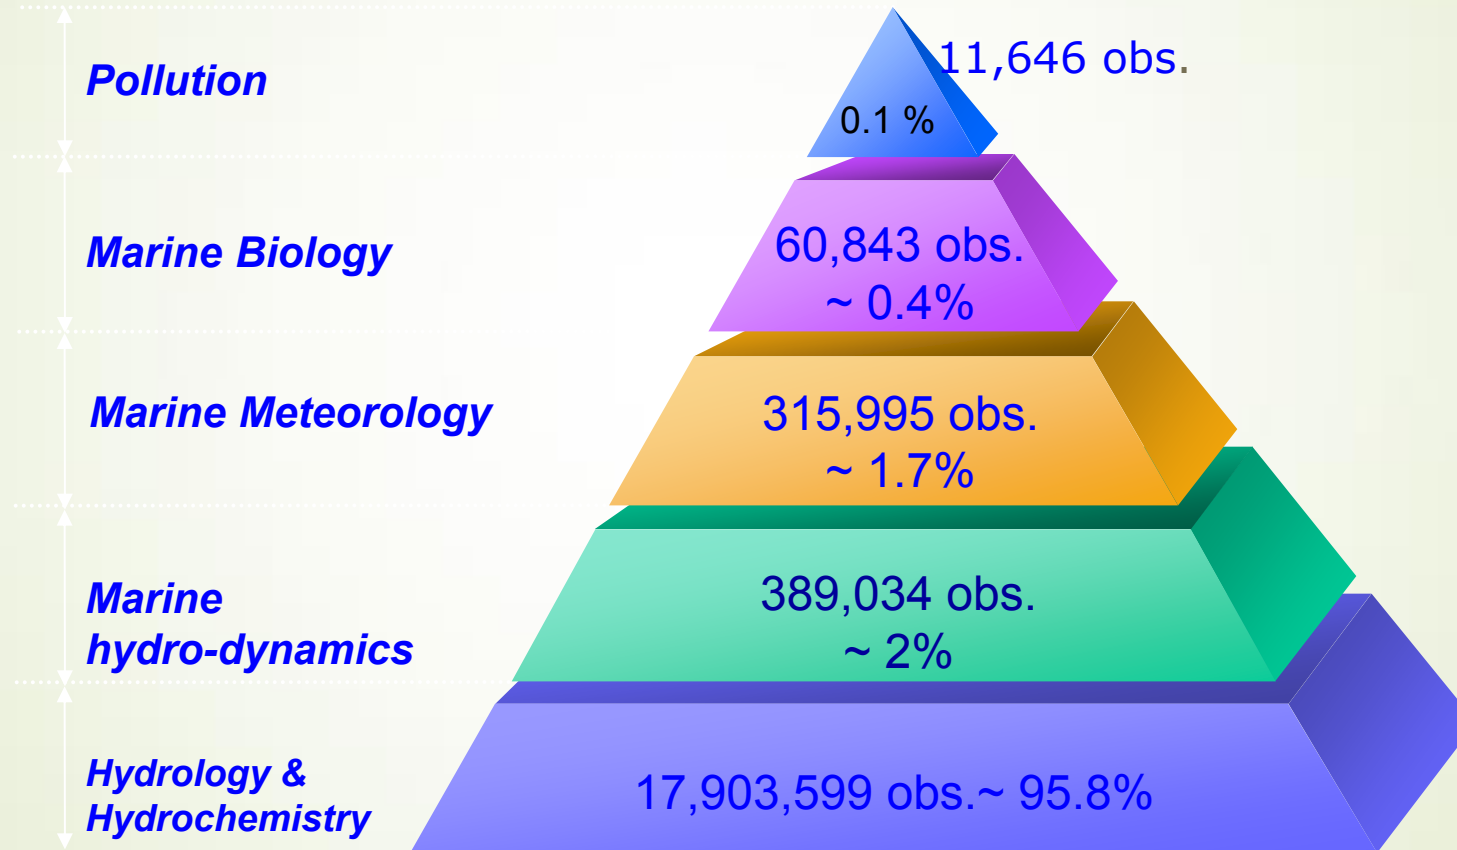 Pollution
11,646 obs.
0.1 %
Marine Biology
60,843 obs.
~ 0.4%
Marine Meteorology
315,995 obs.
~ 1.7%
Marine
hydro-dynamics
389,034 obs.
~ 2%
Hydrology &
Hydrochemistry
17,903,599 obs.~ 95.8%